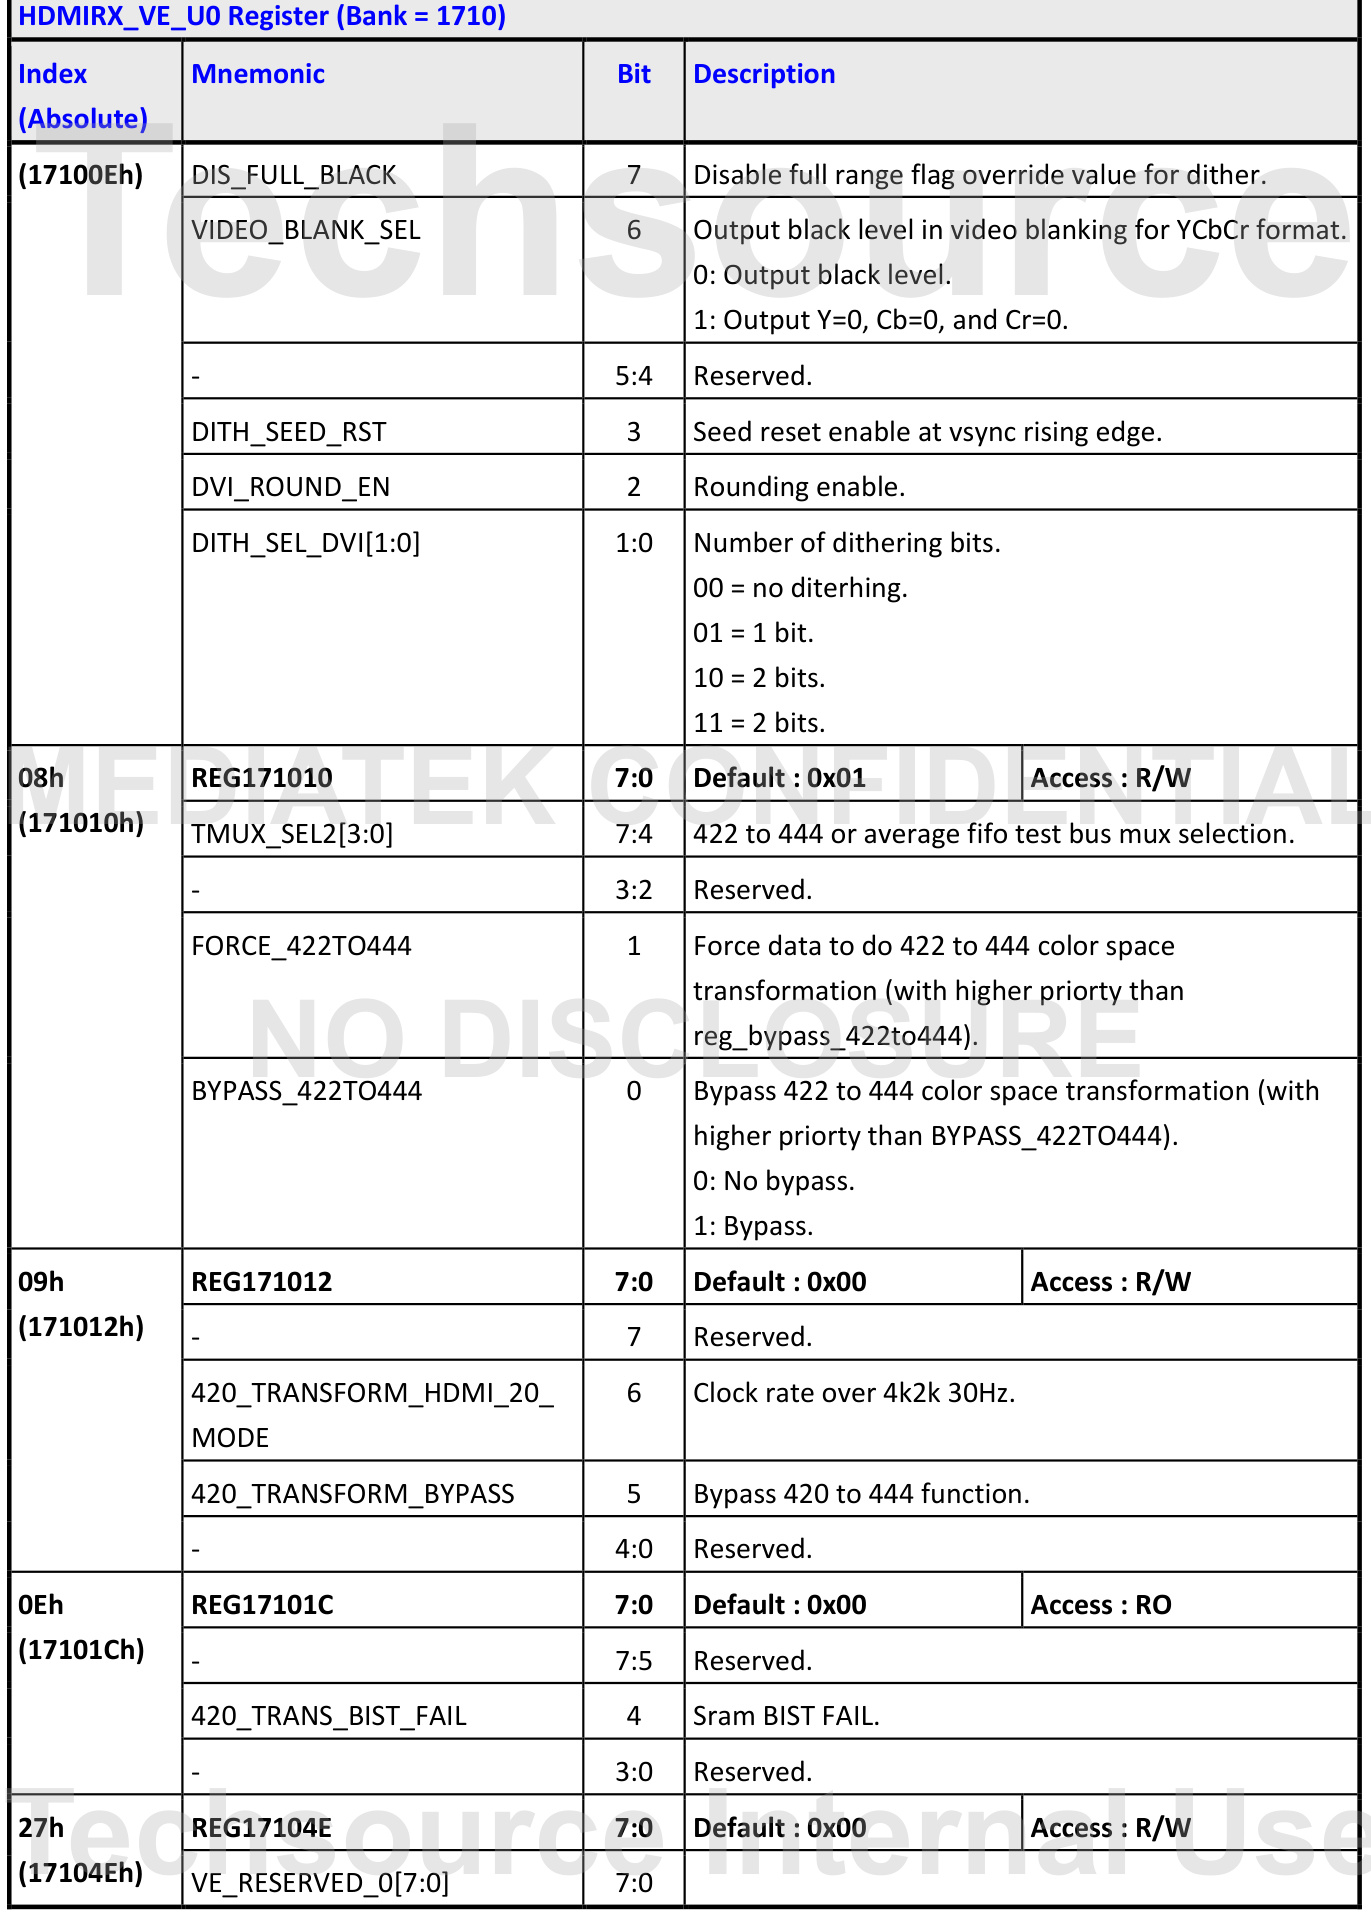 HDMIRX_VE_U0 Register (Bank = 1710)
Index (Absolute) Mnemonic Bit Description
(17100Eh) DIS_FULL_BLACK 7 Disable full range flag override value for dither.
VIDEO_BLANK_SEL 6 Output black level in video blanking for YCbCr format.
0: Output black level.
1: Output Y=0, Cb=0, and Cr=0.
- 5:4 Reserved.
DITH_SEED_RST 3 Seed reset enable at vsync rising edge.
DVI_ROUND_EN 2 Rounding enable.
DITH_SEL_DVI[1:0] 1:0 Number of dithering bits.
00 = no diterhing.
01 = 1 bit.
10 = 2 bits.
11 = 2 bits.
08h REG171010 7:0 Default : 0x01 Access : R/W
(171010h) TMUX_SEL2[3:0] 7:4 422 to 444 or average fifo test bus mux selection.
- 3:2 Reserved.
FORCE_422TO444 1 Force data to do 422 to 444 color space
transformation (with higher priorty than
reg_bypass_422to444).
BYPASS_422TO444 0 Bypass 422 to 444 color space transformation (with
higher priorty than BYPASS_422TO444).
0: No bypass.
1: Bypass.
09h REG171012 7:0 Default : 0x00 Access : R/W
(171012h) - 7 Reserved.
420_TRANSFORM_HDMI_20_ 6 Clock rate over 4k2k 30Hz.
MODE
420_TRANSFORM_BYPASS 5 Bypass 420 to 444 function.
- 4:0 Reserved.
0Eh REG17101C 7:0 Default : 0x00 Access : RO
(17101Ch) - 7:5 Reserved.
420_TRANS_BIST_FAIL 4 Sram BIST FAIL.
- 3:0 Reserved.
27h REG17104E 7:0 Default : 0x00 Access : R/W
(17104Eh) VE_RESERVED_0[7:0] 7:0
Techsource
MEDIATEK CONFIDENTIAL
NO DISCLOSURE
Techsource Internal Use